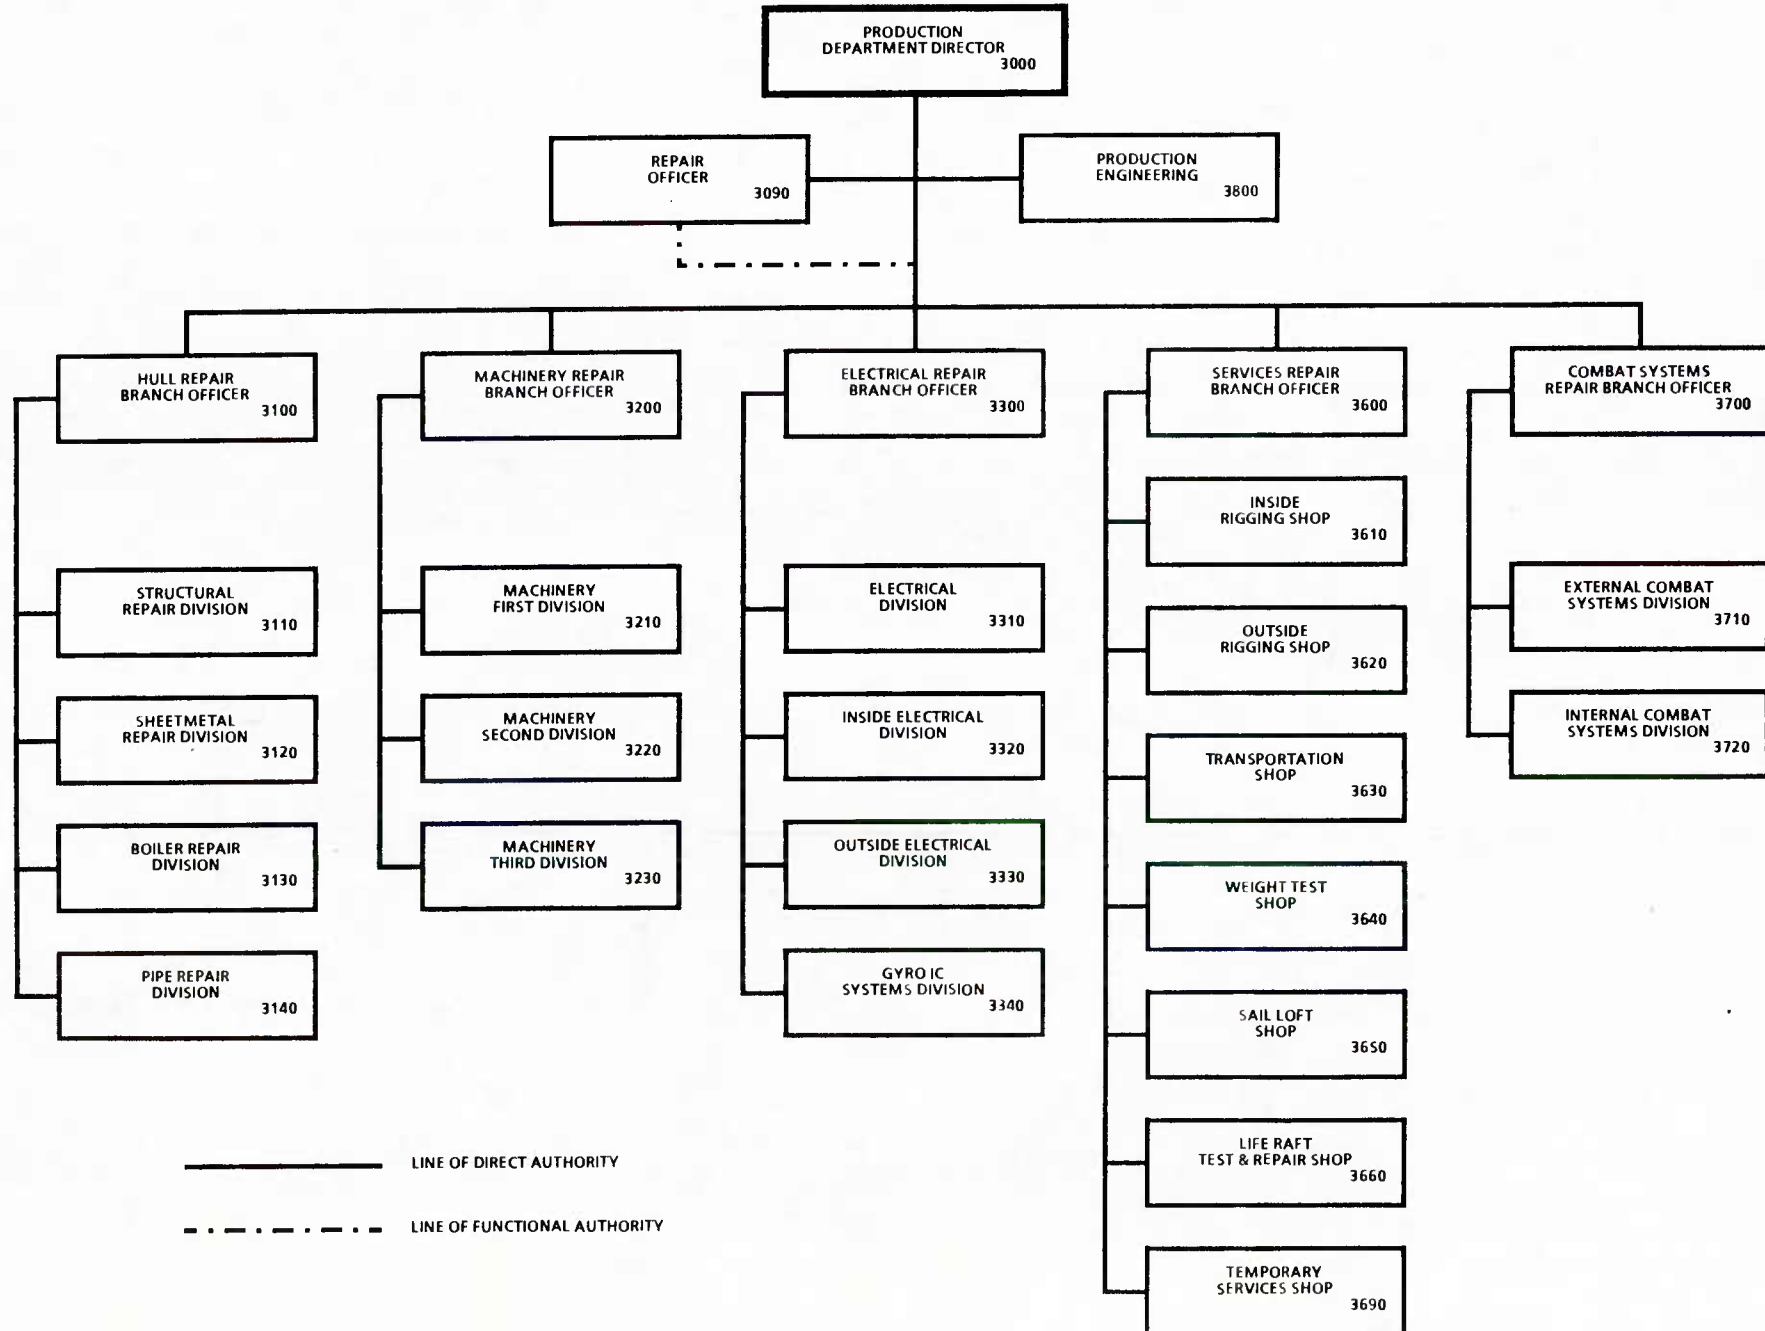 PRODUCTION
DEPARTMENT DIRECTOR
3000
REPAIR
OFFICER
3090
PRODUCTION
ENGINEERING
3800
HULL REPAIR
BRANCH OFFICER
3100
MACHINERY REPAIR
BRANCH OFFICER
3200
ELECTRICAL REPAIR
BRANCH OFFICER
3300
SERVICES REPAIR
BRANCH OFFICER
3600
COMBAT SYSTEMS
REPAIR BRANCH OFFICER
3700
STRUCTURAL
REPAIR DIVISION
3110
SHEETMETAL
REPAIR DIVISION
3120
BOILER REPAIR
DIVISION
3130
PIPE REPAIR
DIVISION
3140
MACHINERY
FIRST DIVISION
3210
MACHINERY
SECOND DIVISION
3220
MACHINERY
THIRD DIVISION
3230
ELECTRICAL
DIVISION
3310
INSIDE ELECTRICAL
DIVISION
3320
OUTSIDE ELECTRICAL
DIVISION
3330
GYRO IC
SYSTEMS DIVISION
3340
INSIDE
RIGGING SHOP
3610
OUTSIDE
RIGGING SHOP
3620
TRANSPORTATION
SHOP
3630
WEIGHT TEST
SHOP
3640
SAIL LOFT
SHOP
3650
LIFE RAFT
TEST & REPAIR SHOP
3660
TEMPORARY
SERVICES SHOP
3690
EXTERNAL COMBAT
SYSTEMS DIVISION
3710
INTERNAL COMBAT
SYSTEMS DIVISION
3720
LINE OF DIRECT AUTHORITY
LINE OF FUNCTIONAL AUTHORITY